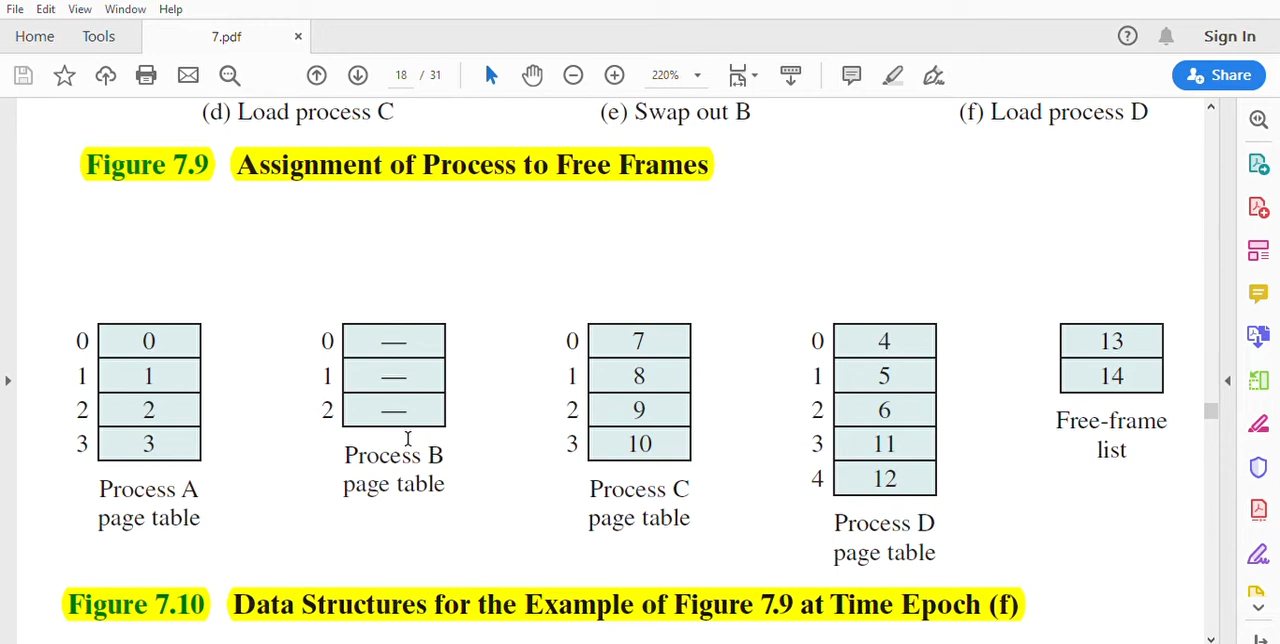 File Edit View Window Help
Home Tools 7.pdf × ? Sign In
18 / 31 220% Share
(d) Load process C (e) Swap out B (f) Load process D
Figure 7.9 Assignment of Process to Free Frames
0 0 0 — 0 7 0 4 13
1 1 1 — 1 8 1 5 14
2 2 2 — 2 9 2 6
3 3 3 10 3 11
4 12
Process A page table
Process B page table
Process C page table
Process D page table
Free-frame list
Figure 7.10 Data Structures for the Example of Figure 7.9 at Time Epoch (f)